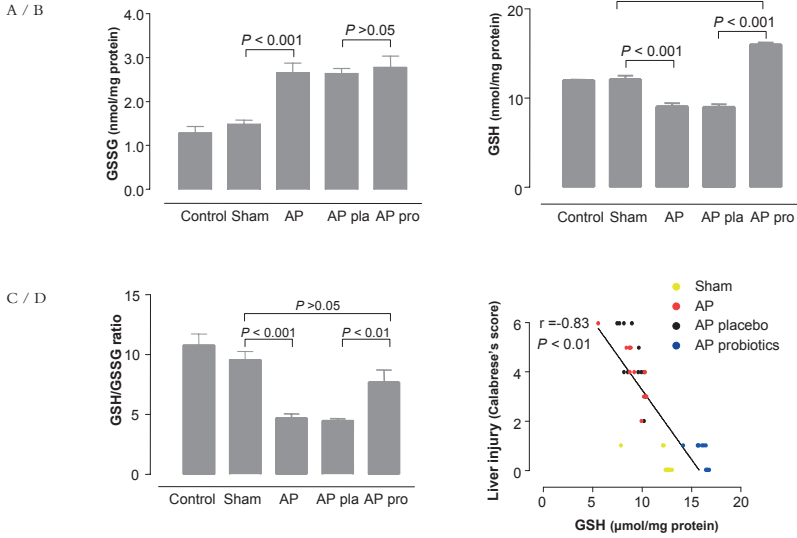 A / B
GSSG (nmol/mg protein)
4.0
3.0
2.0
1.0
0.0
P < 0.001
P >0.05
Control Sham AP AP pla AP pro
GSH (nmol/mg protein)
20
10
0
P < 0.001
P < 0.001
Control Sham AP AP pla AP pro
C / D
GSH/GSSG ratio
15
10
5
0
P >0.05
P < 0.001
P < 0.01
Control Sham AP AP pla AP pro
Liver injury (Calabrese's score)
6
4
2
0
r =-0.83
P < 0.01
Sham
AP
AP placebo
AP probiotics
0 5 10 15 20
GSH (µmol/mg protein)